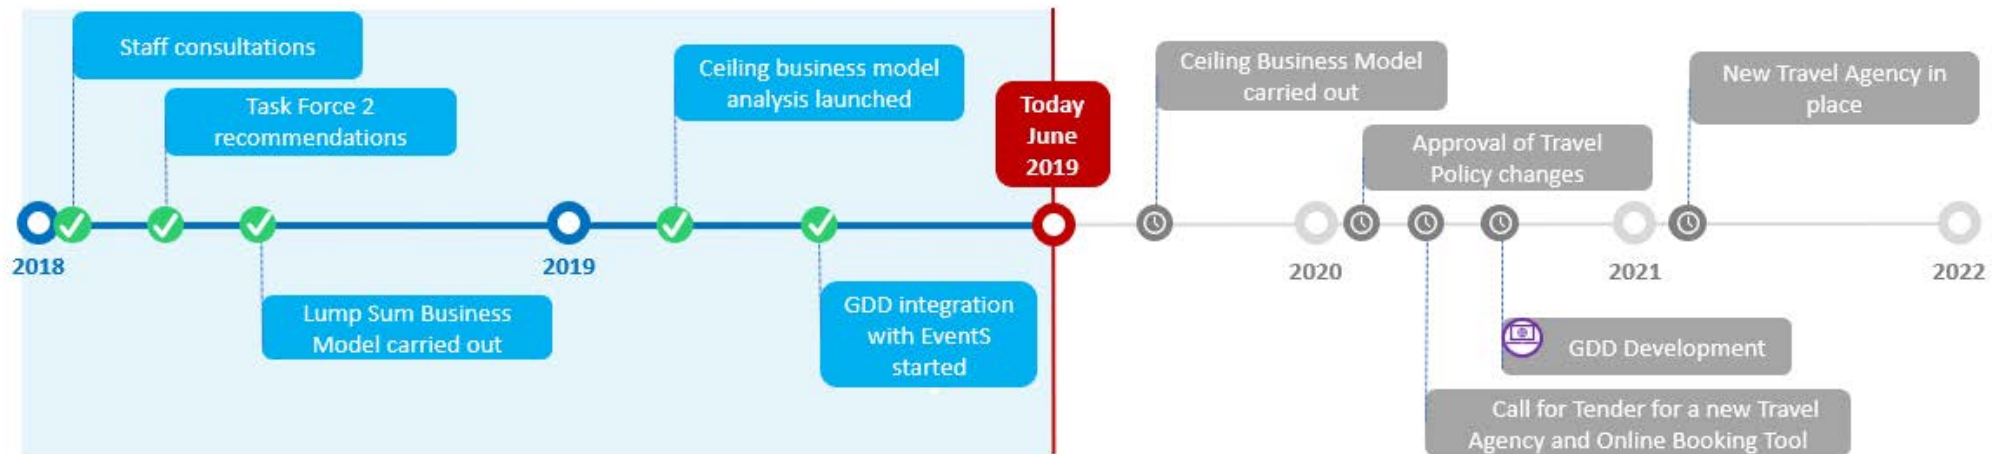 Staff consultations
Task Force 2
recommendations
Ceiling business model
analysis launched
Today
June
2019
Ceiling Business Model
carried out
Approval of Travel
Policy changes
New Travel Agency in
place
2018
2019
2020
2021
2022
Lump Sum Business
Model carried out
GDD integration
with EventS
started
GDD Development
Call for Tender for a new Travel
Agency and Online Booking Tool